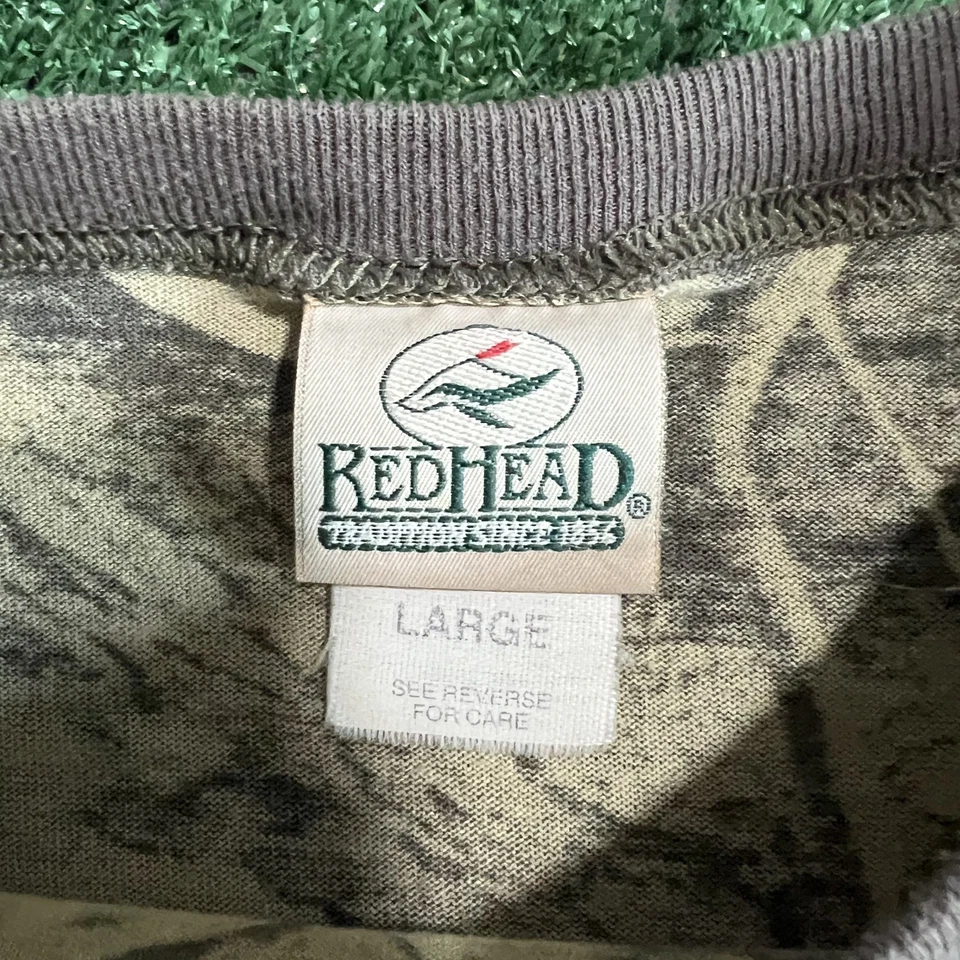 REDHEAD®
TRADITION SINCE 1856
LARGE
SEE REVERSE
FOR CARE